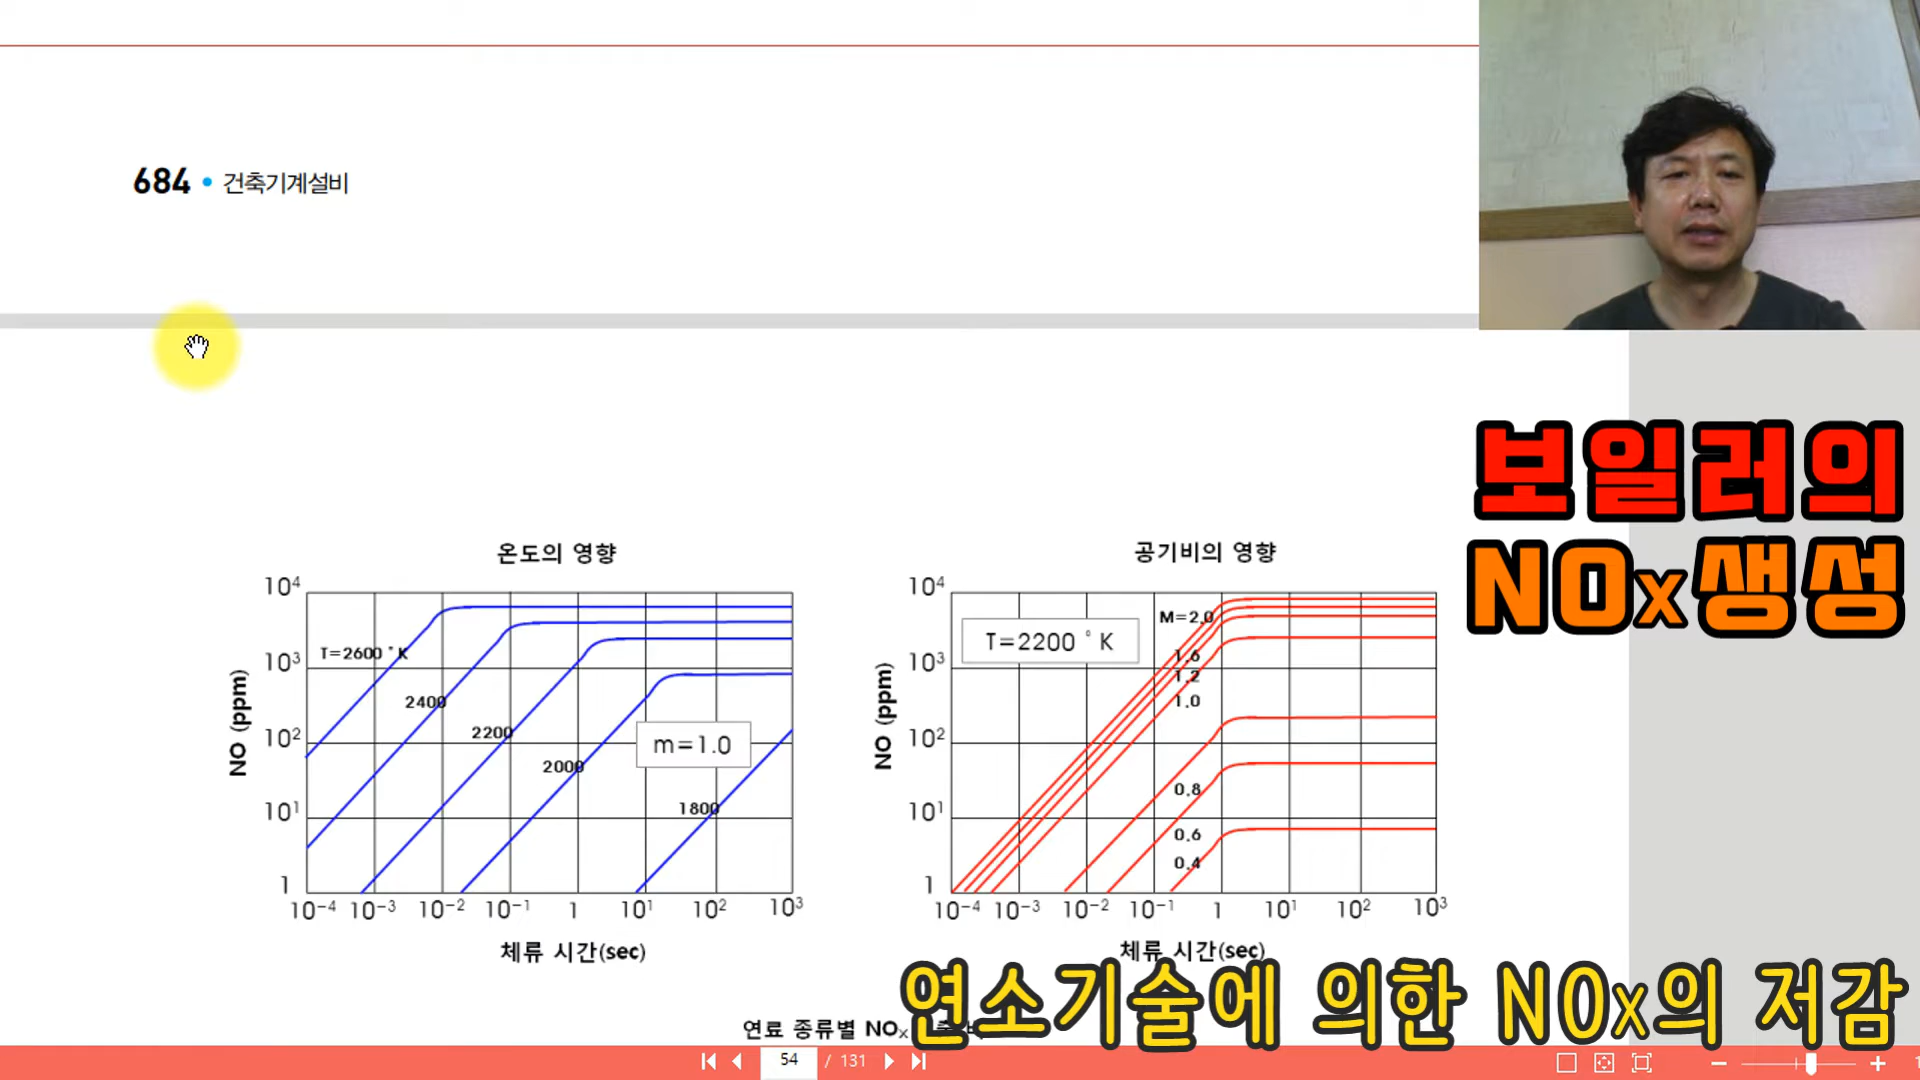 684 • 건축기계설비
보일러의
NOx생성
온도의 영향
10⁴
10³
10²
10¹
1
NO (ppm)
T=2600 °K
2400
2200
2000
1800
m=1.0
10⁻⁴ 10⁻³ 10⁻² 10⁻¹ 1 10¹ 10² 10³
체류 시간(sec)
공기비의 영향
10⁴
10³
10²
10¹
1
NO (ppm)
T=2200 °K
M=2.0
1.6
1.2
1.0
0.8
0.6
0.4
10⁻⁴ 10⁻³ 10⁻² 10⁻¹ 1 10¹ 10² 10³
체류 시간(sec)
연소기술에 의한 NOx의 저감
연료 종류별 NOₓ
54 / 131